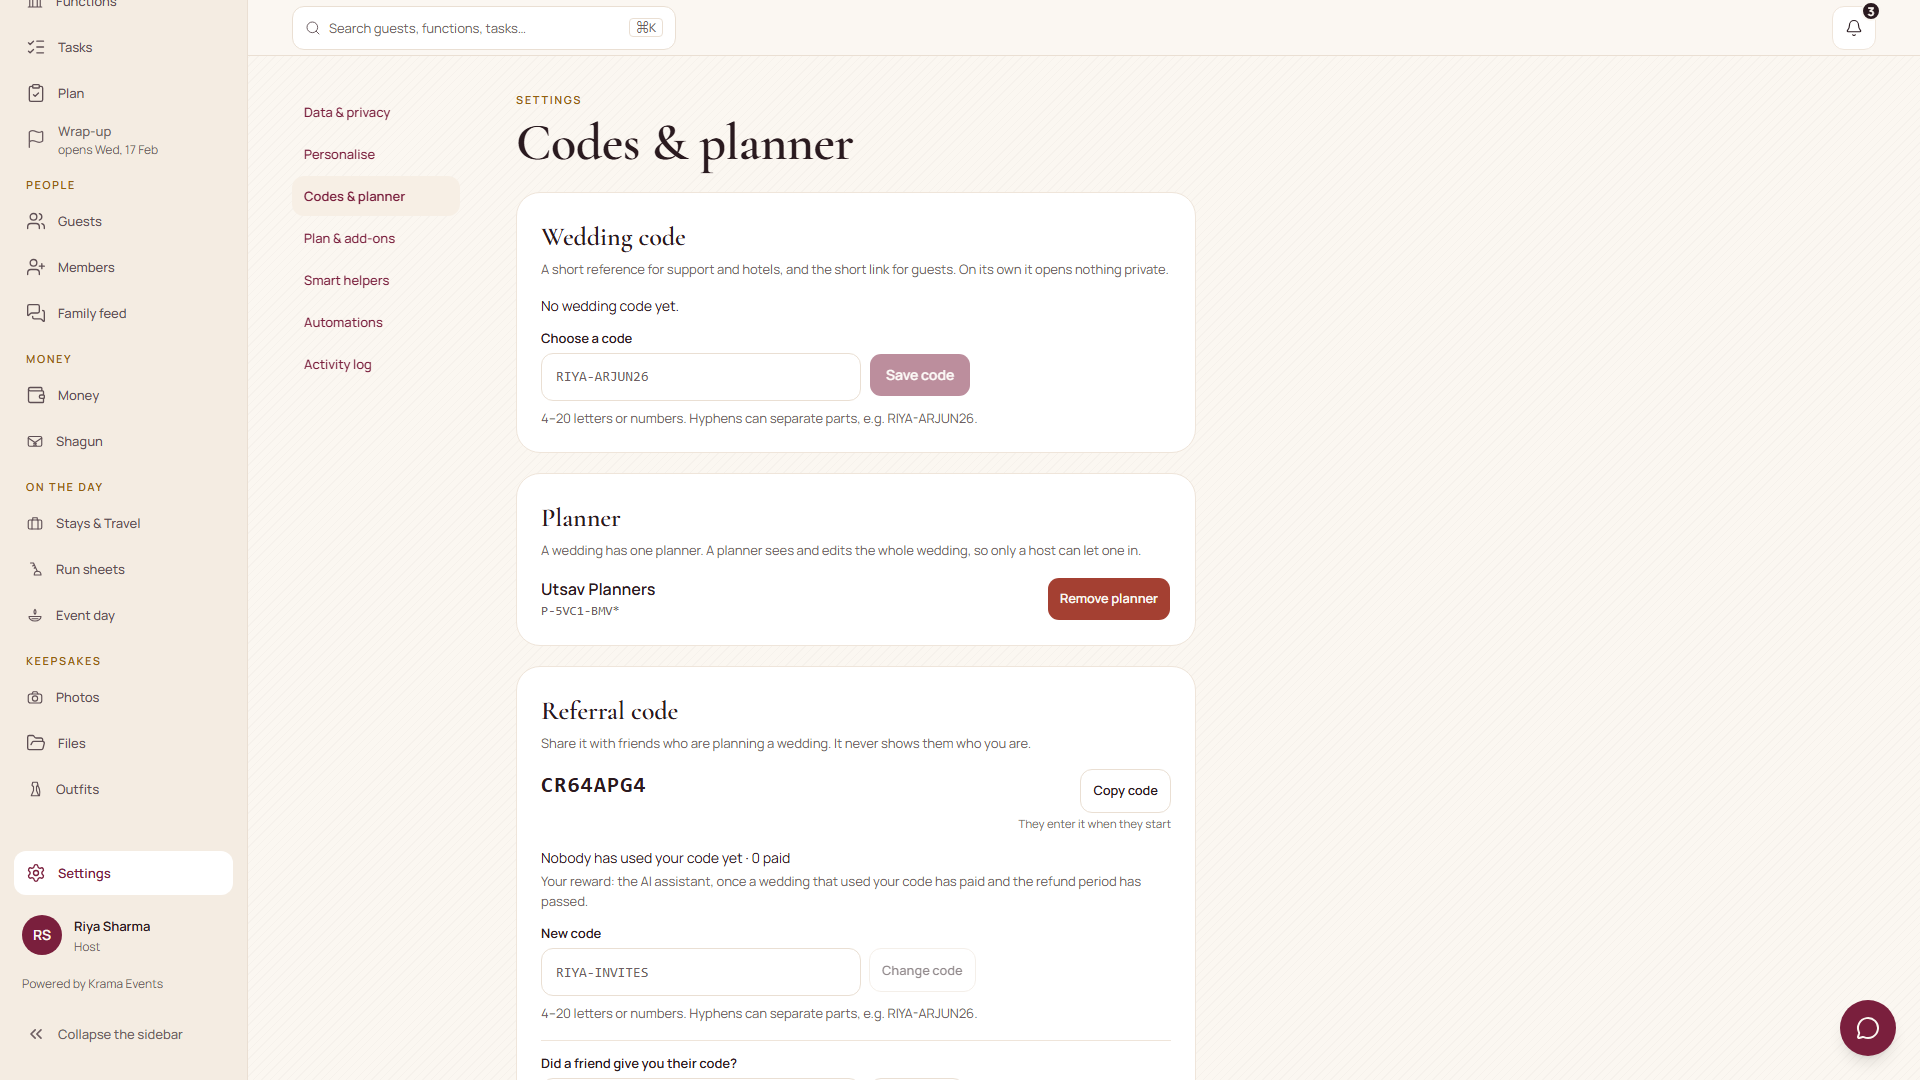 Functions
Tasks
Plan
Wrap-up
opens Wed, 17 Feb
PEOPLE
Guests
Members
Family feed
MONEY
Money
Shagun
ON THE DAY
Stays & Travel
Run sheets
Event day
KEEPSAKES
Photos
Files
Outfits
Settings
RS
Riya Sharma
Host
Powered by Krama Events
Collapse the sidebar
Search guests, functions, tasks...
⌘K
3
Data & privacy
Personalise
Codes & planner
Plan & add-ons
Smart helpers
Automations
Activity log
SETTINGS
Codes & planner
Wedding code
A short reference for support and hotels, and the short link for guests. On its own it opens nothing private.
No wedding code yet.
Choose a code
RIYA-ARJUN26
Save code
4–20 letters or numbers. Hyphens can separate parts, e.g. RIYA-ARJUN26.
Planner
A wedding has one planner. A planner sees and edits the whole wedding, so only a host can let one in.
Utsav Planners
P-5VC1-BMV*
Remove planner
Referral code
Share it with friends who are planning a wedding. It never shows them who you are.
CR64APG4
Copy code
They enter it when they start
Nobody has used your code yet · 0 paid
Your reward: the AI assistant, once a wedding that used your code has paid and the refund period has
passed.
New code
RIYA-INVITES
Change code
4–20 letters or numbers. Hyphens can separate parts, e.g. RIYA-ARJUN26.
Did a friend give you their code?